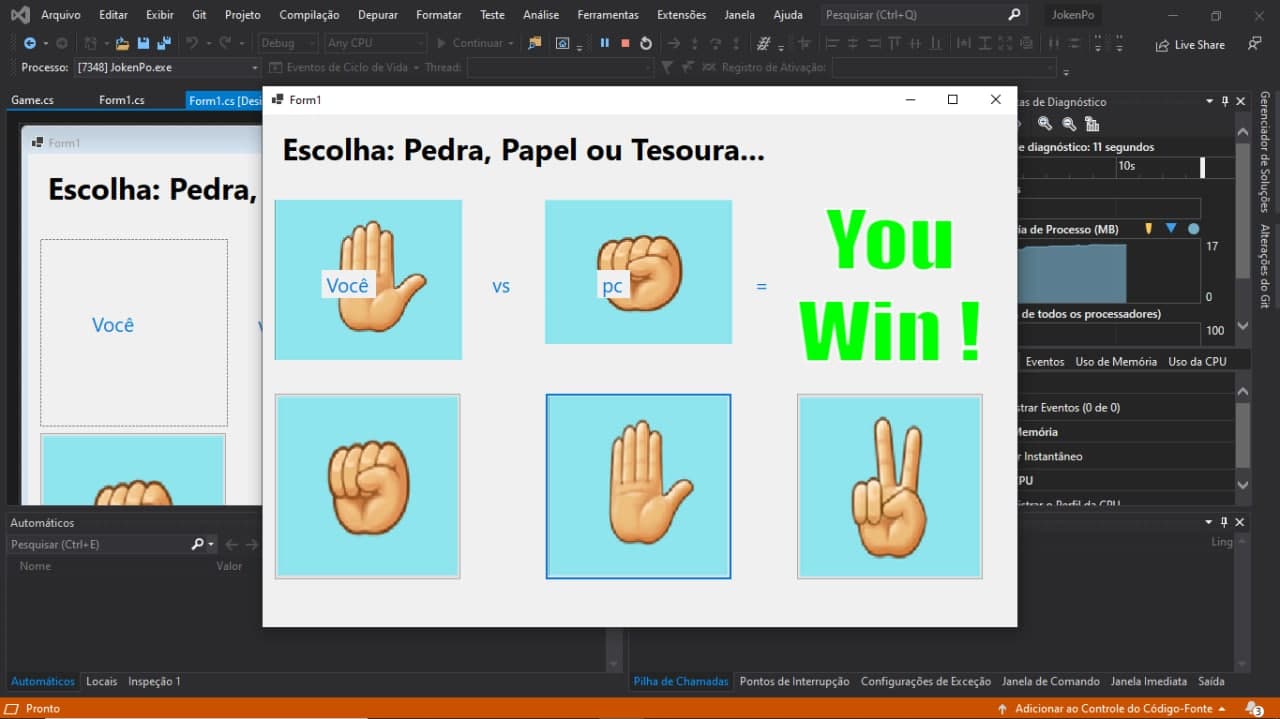 Arquivo Editar Exibir Git Projeto Compilação Depurar Formatar Teste Análise Ferramentas Extensões Janela Ajuda Pesquisar (Ctrl+Q) JokenPo
Debug Any CPU Continuar Live Share
Processo: [7348] JokenPo.exe Eventos de Ciclo de Vida Thread: Registro de Ativação:
Game.cs Form1.cs Form1.cs [Desi
Form1
Escolha: Pedra,
Você
Form1
Escolha: Pedra, Papel ou Tesoura...
Você vs pc =
You
Win !
as de Diagnóstico
e diagnóstico: 11 segundos
10s
ia de Processo (MB)
17
0
de todos os processadores)
100
Eventos Uso de Memória Uso da CPU
strar Eventos (0 de 0)
Memória
r Instantâneo
CPU
Gerenciador de Soluções
Alterações do Git
Automáticos
Pesquisar (Ctrl+E)
Nome Valor
Ling
Automáticos Locais Inspeção 1
Pilha de Chamadas Pontos de Interrupção Configurações de Exceção Janela de Comando Janela Imediata Saída
Pronto
Adicionar ao Controle do Código-Fonte
3